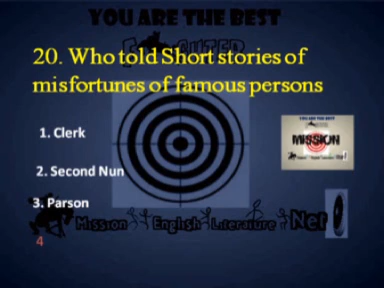 YOU ARE THE BEST
20. Who told Short stories of
misfortunes of famous persons
1. Clerk
MISSION
2. Second Nun
3. Parson
Mission English Literature Net
4